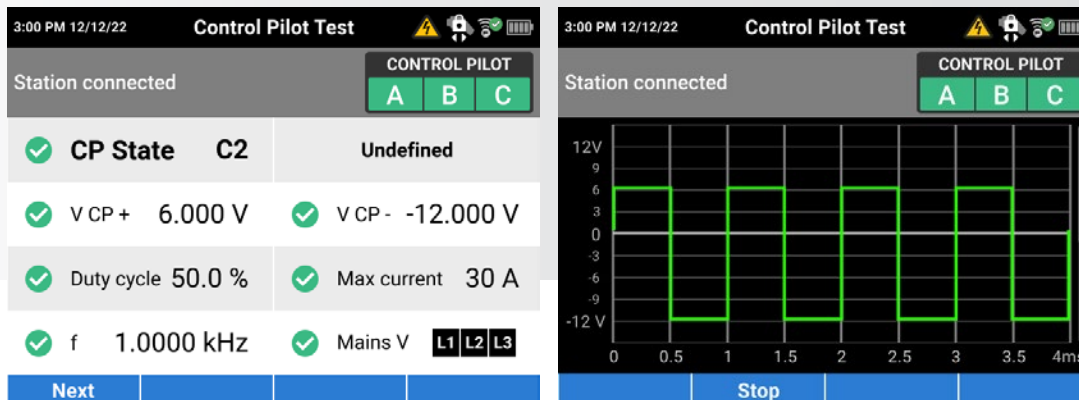 3:00 PM 12/12/22 Control Pilot Test
Station connected
CONTROL PILOT
A B C
CP State C2 Undefined
V CP + 6.000 V V CP - -12.000 V
Duty cycle 50.0 % Max current 30 A
f 1.0000 kHz Mains V L1 L2 L3
Next
3:00 PM 12/12/22 Control Pilot Test
Station connected
CONTROL PILOT
A B C
12V
9
6
3
0
-3
-6
-9
-12 V
0 0.5 1 1.5 2 2.5 3 3.5 4ms
Stop